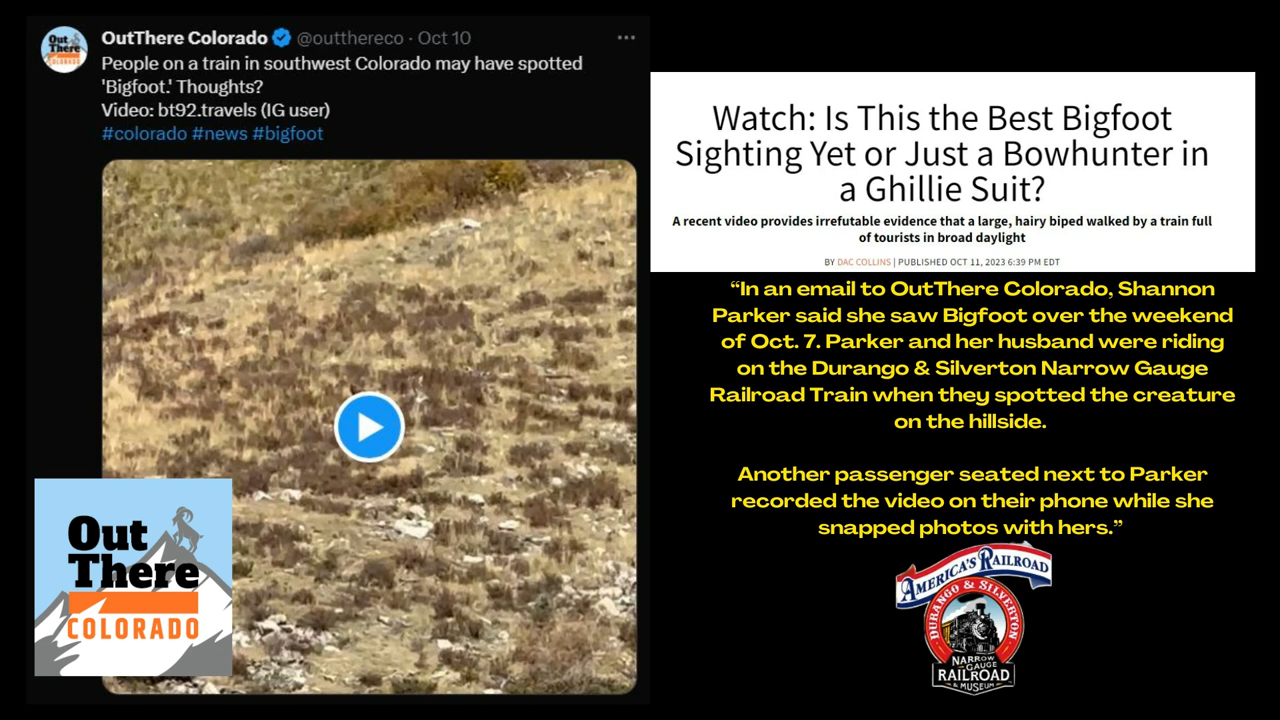 OutThere Colorado @outthereco · Oct 10 ···
People on a train in southwest Colorado may have spotted
'Bigfoot.' Thoughts?
Video: bt92.travels (IG user)
#colorado #news #bigfoot
Out
There
COLORADO
Out
There
COLORADO
Watch: Is This the Best Bigfoot
Sighting Yet or Just a Bowhunter in
a Ghillie Suit?
A recent video provides irrefutable evidence that a large, hairy biped walked by a train full
of tourists in broad daylight
BY DAC COLLINS | PUBLISHED OCT 11, 2023 6:39 PM EDT
“In an email to OutThere Colorado, Shannon
Parker said she saw Bigfoot over the weekend
of Oct. 7. Parker and her husband were riding
on the Durango & Silverton Narrow Gauge
Railroad Train when they spotted the creature
on the hillside.
Another passenger seated next to Parker
recorded the video on their phone while she
snapped photos with hers.”
AMERICA'S RAILROAD
DURANGO & SILVERTON
NARROW
GAUGE
RAILROAD
& MUSEUM